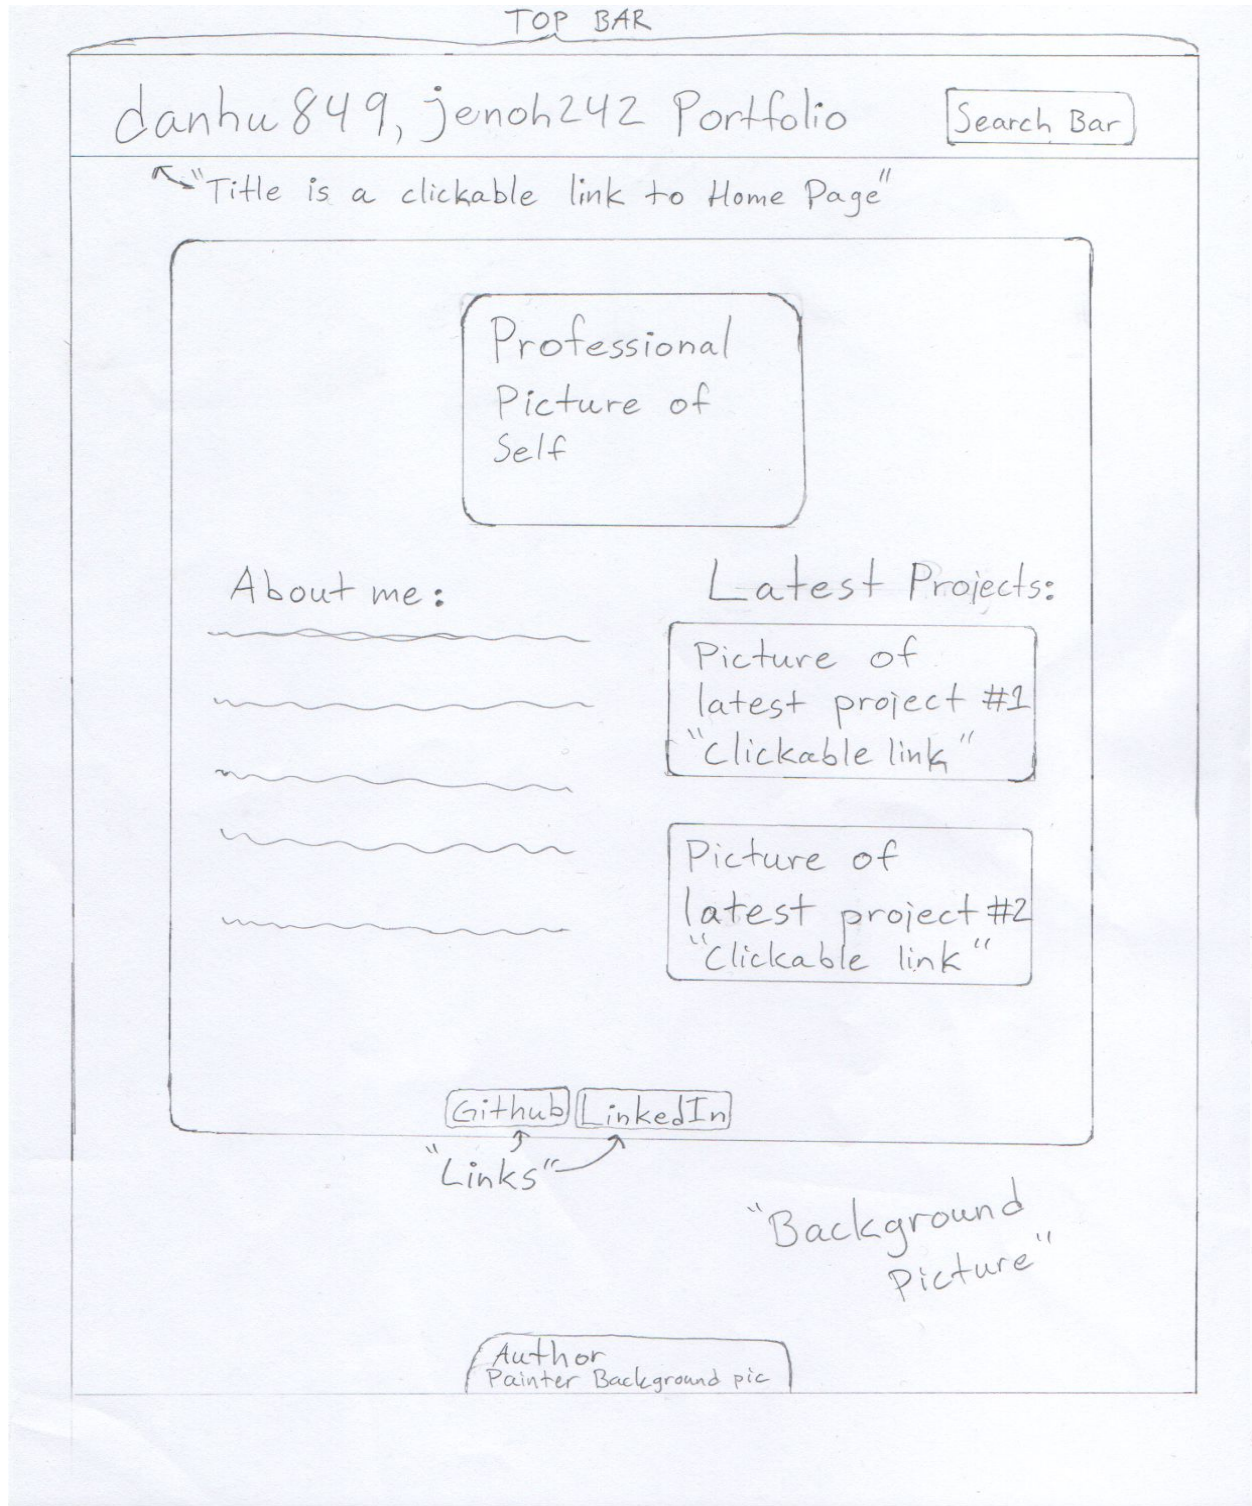 TOP BAR
danhu849, jenoh242 Portfolio
Search Bar
"Title is a clickable link to Home Page"
Professional
Picture of
Self
About me:
Latest Projects:
Picture of
latest project #1
"Clickable link"
Picture of
latest project #2
"Clickable link"
Github
LinkedIn
"Links"
"Background
Picture"
Author
Painter Background pic